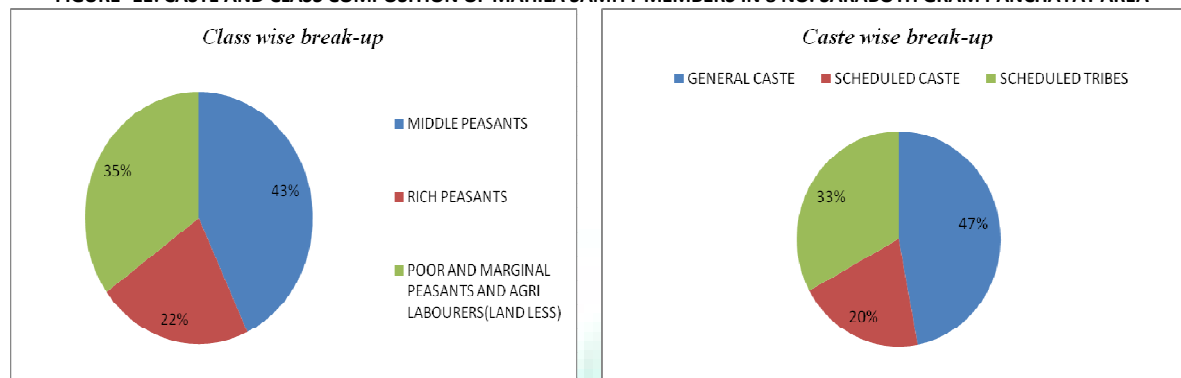 Class wise break-up
MIDDLE PEASANTS
RICH PEASANTS
POOR AND MARGINAL
PEASANTS AND AGRI
LABOURERS(LAND LESS)
43%
22%
35%
Caste wise break-up
GENERAL CASTE SCHEDULED CASTE SCHEDULED TRIBES
47%
20%
33%